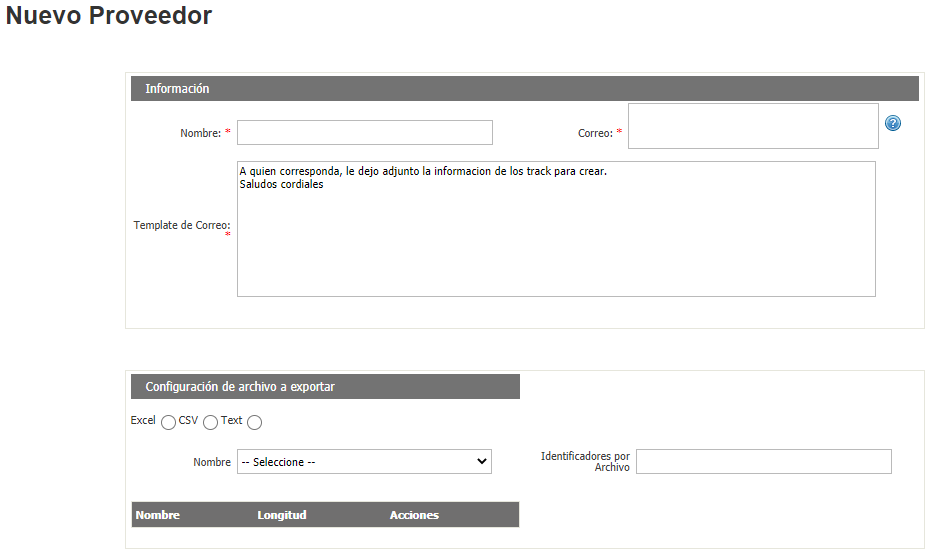 Nuevo Proveedor
Información
Nombre: *
Correo: *
?
A quien corresponda, le dejo adjunto la informacion de los track para crear.
Saludos cordiales
Template de Correo:
*
Configuración de archivo a exportar
Excel CSV Text
Nombre
-- Seleccione --
Identificadores por
Archivo
Nombre Longitud Acciones